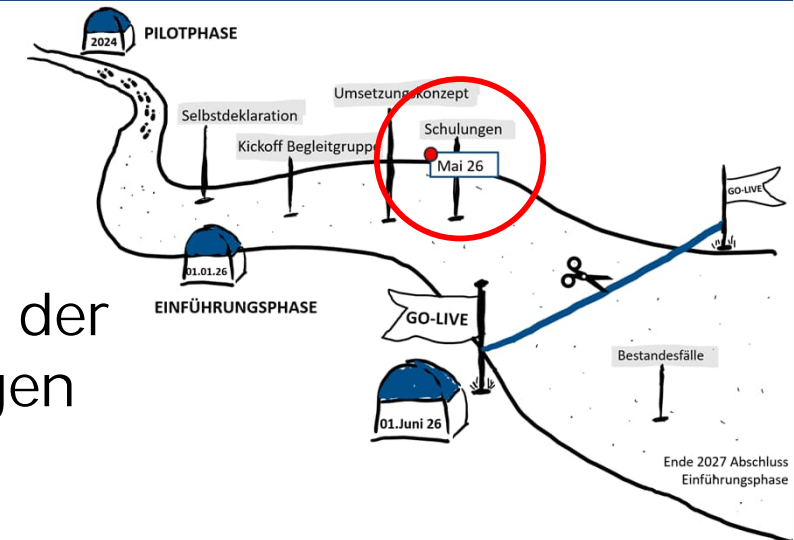 2024
PILOTPHASE
Umsetzungskonzept
Selbstdeklaration
Schulungen
Kickoff Begleitgruppe
Mai 26
GO-LIVE
01.01.26
EINFÜHRUNGSPHASE
der
gen
GO-LIVE
Bestandesfälle
01.Juni 26
Ende 2027 Abschluss
Einführungsphase